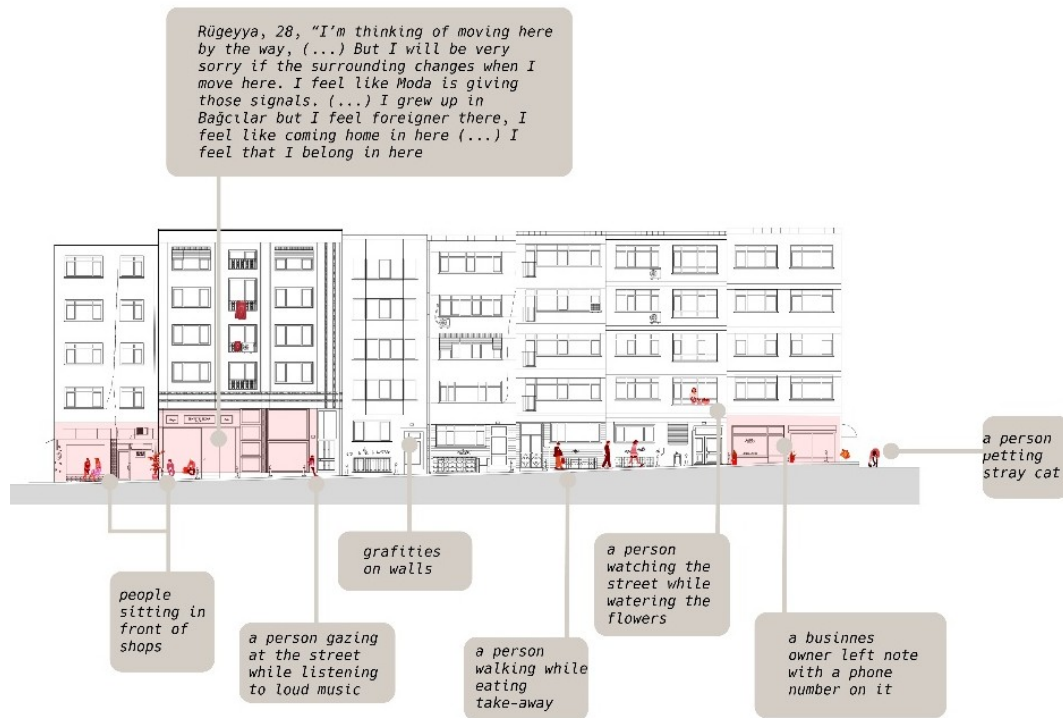 Rügeyya, 28, "I'm thinking of moving here
by the way, (...) But I will be very
sorry if the surrounding changes when I
move here. I feel like Moda is giving
those signals. (...) I grew up in
Bağcılar but I feel foreigner there, I
feel like coming home in here (...) I
feel that I belong in here
a person
petting
stray cat
grafities
on walls
a person
watching the
street while
watering the
flowers
people
sitting in
front of
shops
a person gazing
at the street
while listening
to loud music
a person
walking while
eating
take-away
a businnes
owner left note
with a phone
number on it